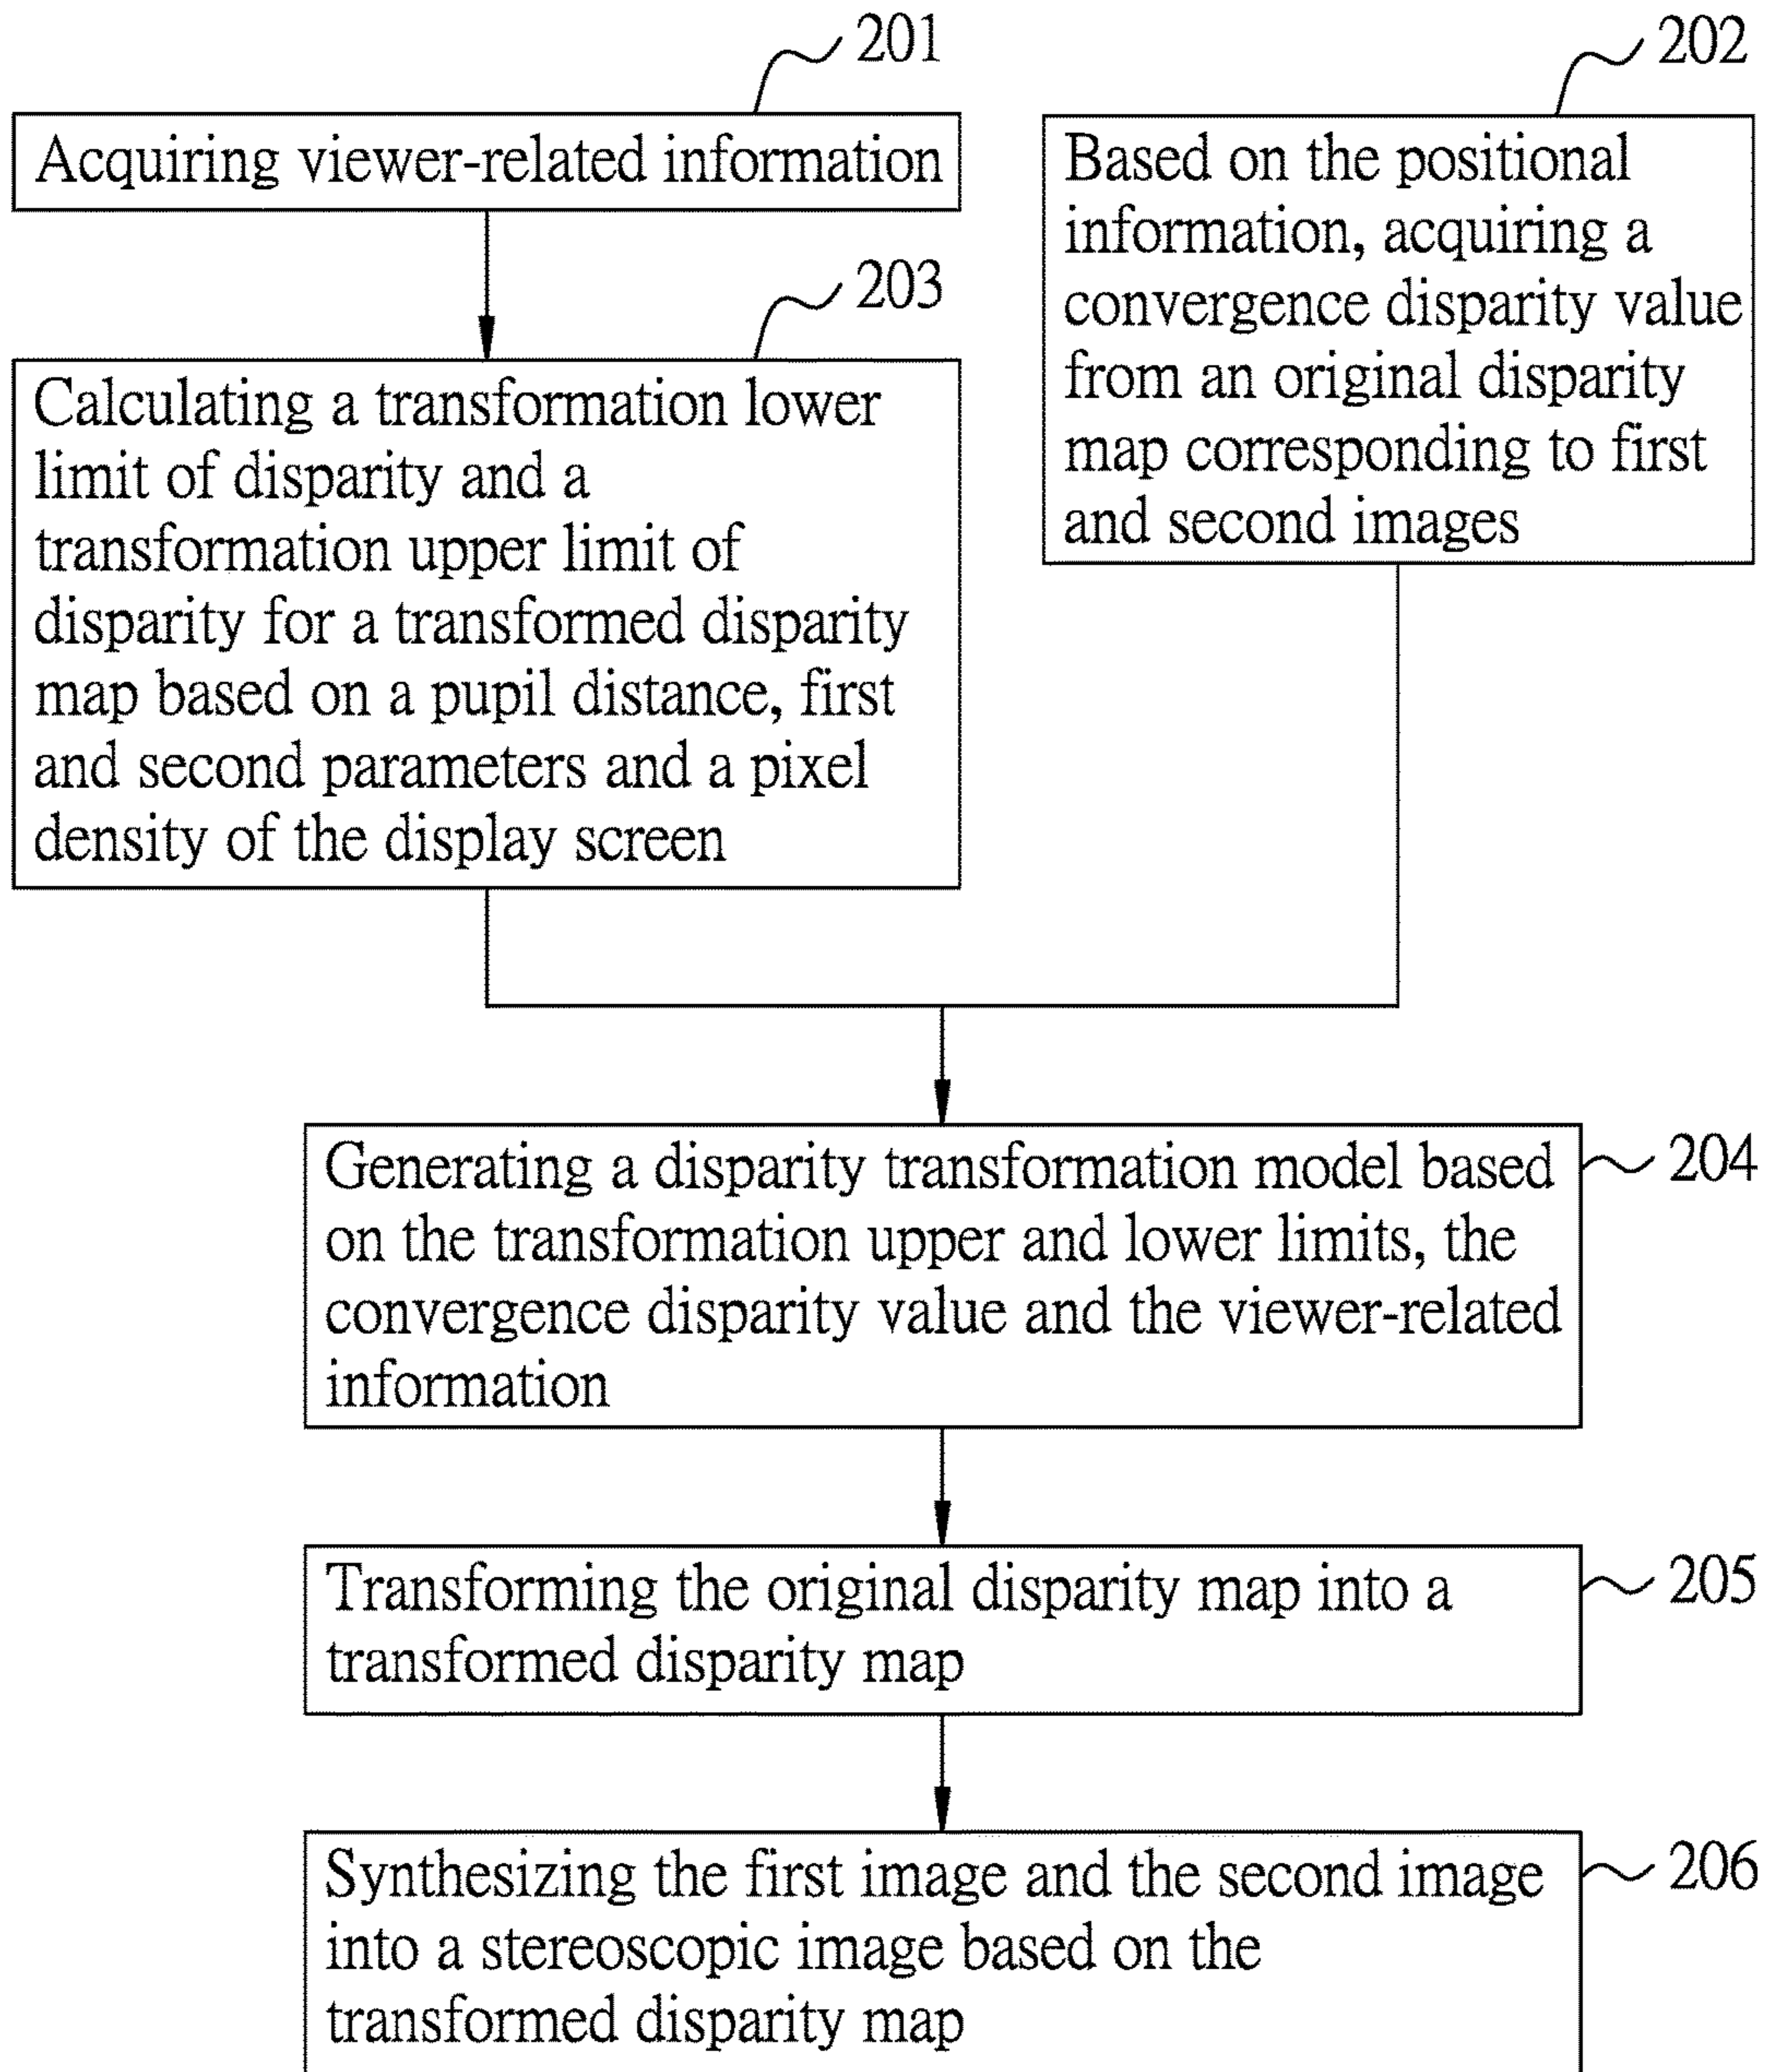 201
Acquiring viewer-related information
202
Based on the positional
information, acquiring a
convergence disparity value
from an original disparity
map corresponding to first
and second images
203
Calculating a transformation lower
limit of disparity and a
transformation upper limit of
disparity for a transformed disparity
map based on a pupil distance, first
and second parameters and a pixel
density of the display screen
204
Generating a disparity transformation model based
on the transformation upper and lower limits, the
convergence disparity value and the viewer-related
information
205
Transforming the original disparity map into a
transformed disparity map
206
Synthesizing the first image and the second image
into a stereoscopic image based on the
transformed disparity map